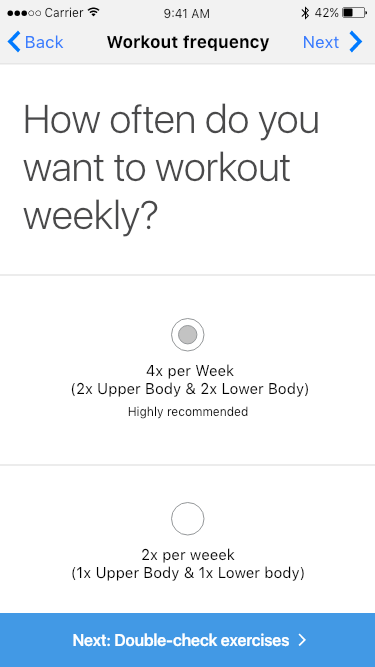 Carrier 9:41 AM 42%
Back Workout frequency Next
How often do you
want to workout
weekly?
4x per Week
(2x Upper Body & 2x Lower Body)
Highly recommended
2x per weeek
(1x Upper Body & 1x Lower body)
Next: Double-check exercises